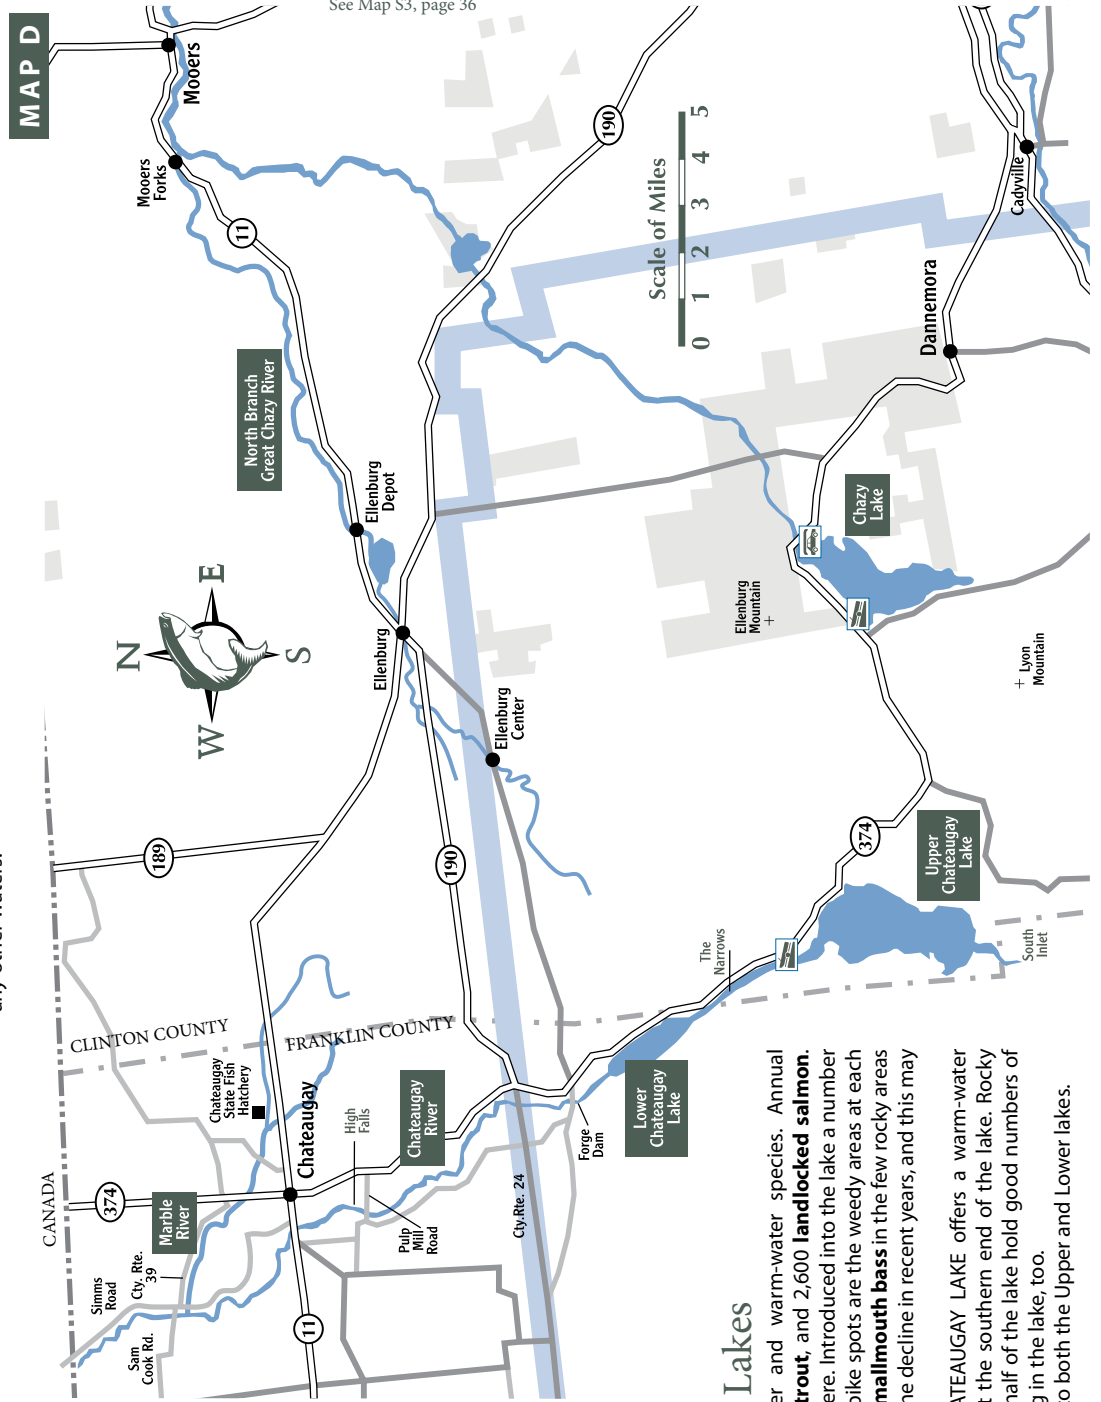 MAP D
See Map S3, page 36
Mooers
Mooers
Forks
11
190
Scale of Miles
0 1 2 3 4 5
Cadyville
Dannemora
North Branch
Great Chazy River
Ellenburg
Depot
Chazy
Lake
Ellenburg
Mountain
Lyon
Mountain
N
E
S
W
Ellenburg
Ellenburg
Center
189
190
374
Upper
Chateaugay
Lake
The
Narrows
South
Inlet
CLINTON COUNTY
FRANKLIN COUNTY
Chateaugay
State Fish
Hatchery
Chateaugay
High
Falls
Chateaugay
River
Lower
Chateaugay
Lake
Forge
Dam
CANADA
374
Marble
River
Pulp
Mill
Road
Cty.Rte. 24
Simms
Road
Cty. Rte.
39
Sam
Cook Rd.
11
Lakes
and warm-water species. Annual
trout, and 2,600 landlocked salmon.
Introduced into the lake a number
pike spots are the weedy areas at each
smallmouth bass in the few rocky areas
decline in recent years, and this may
LAKE offers a warm-water
the southern end of the lake. Rocky
half of the lake hold good numbers of
in the lake, too.
both the Upper and Lower lakes.